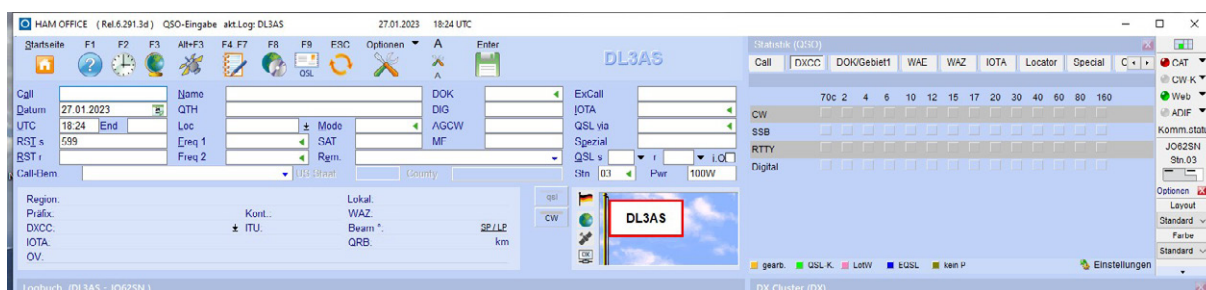 HAM OFFICE (Rel.6.291.3d) QSO-Eingabe akt.Log: DL3AS 27.01.2023 18:24 UTC
Startseite F1 F2 F3 Alt+F3 F4 F7 F8 F9 ESC Optionen A Enter
QSL A
DL3AS
Call Name DOK ExCall
Datum 27.01.2023 QTH DIG IOTA
UTC 18:24 End Loc Mode AGCW QSL via
RST s 599 Freq 1 SAT MF Spezial
RST r Freq 2 Rem. QSL s r i.O
Call-Bem. US Staat County Stn 03 Pwr 100W
Region: Lokal: qsl
Präfix: Kont.: WAZ: CW
DXCC: ITU: Beam °: SP/LP
IOTA: QRB: km
OV:
DL3AS
Statistik (QSO)
Call DXCC DOK/Gebiet1 WAE WAZ IOTA Locator Special C
70c 2 4 6 10 12 15 17 20 30 40 60 80 160
CW
SSB
RTTY
Digital
gearb. QSL-K. LotW EQSL kein P Einstellungen
CAT
CW-K
Web
ADIF
Komm.statu
JO62SN
Stn.03
Optionen
Layout
Standard
Farbe
Standard
Logbuch (DL3AS - JO62SN) DX Cluster (DX)